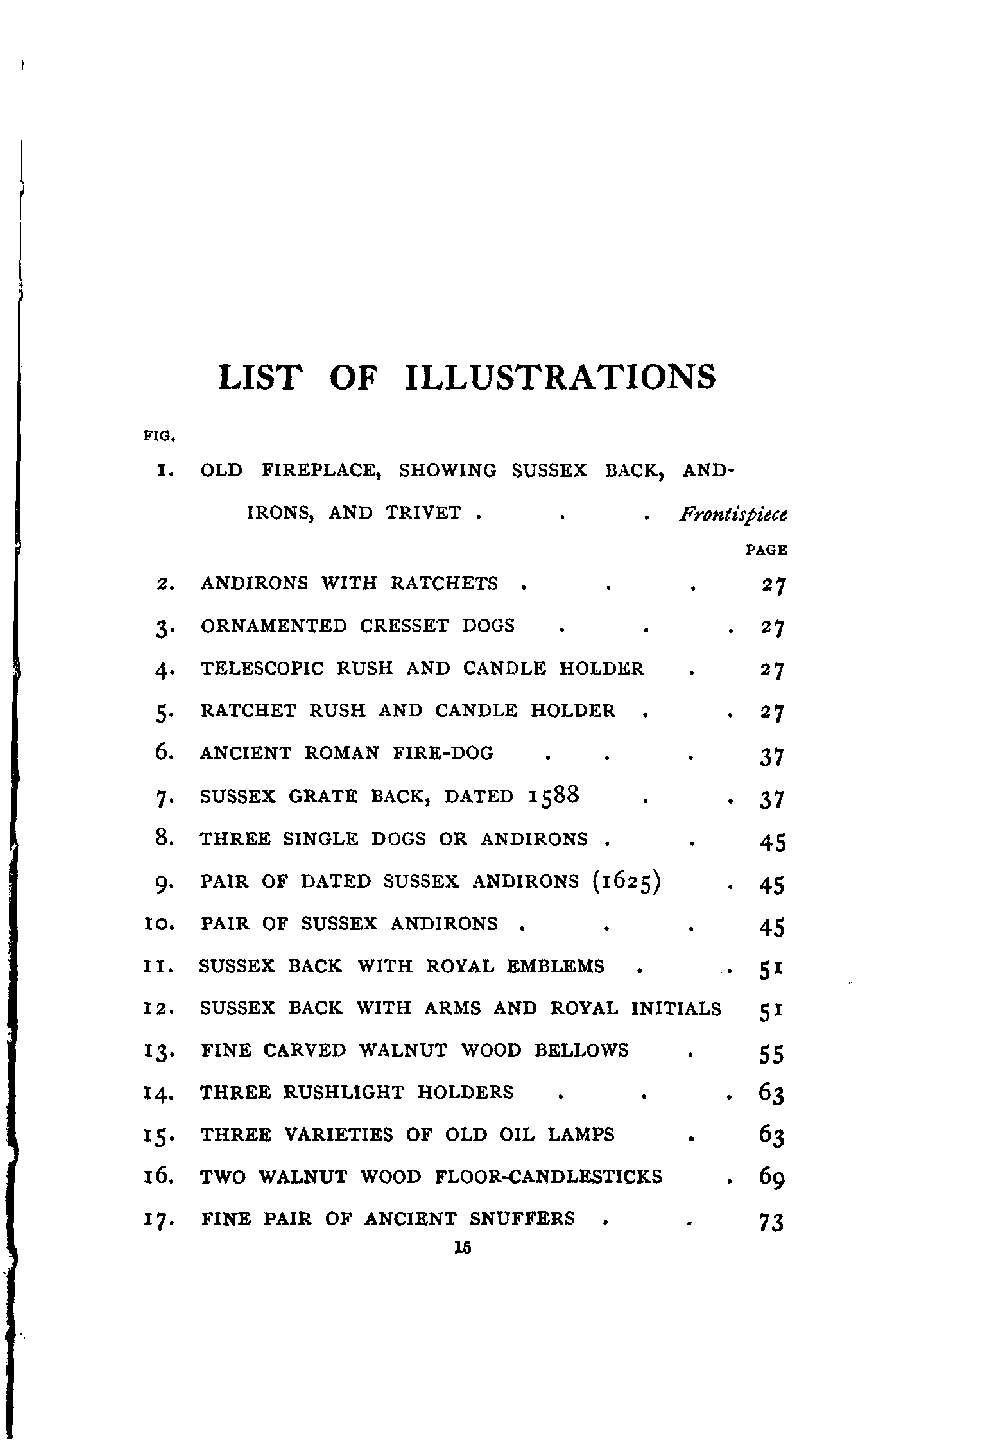 LIST OF ILLUSTRATIONS
FIG.
1. OLD FIREPLACE, SHOWING SUSSEX BACK, AND-
IRONS, AND TRIVET . . . Frontispiece
PAGE
2. ANDIRONS WITH RATCHETS . . . 27
3. ORNAMENTED CRESSET DOGS . . . 27
4. TELESCOPIC RUSH AND CANDLE HOLDER . 27
5. RATCHET RUSH AND CANDLE HOLDER . . 27
6. ANCIENT ROMAN FIRE-DOG . . . 37
7. SUSSEX GRATE BACK, DATED 1588 . . 37
8. THREE SINGLE DOGS OR ANDIRONS . . 45
9. PAIR OF DATED SUSSEX ANDIRONS (1625) . 45
10. PAIR OF SUSSEX ANDIRONS . . . 45
11. SUSSEX BACK WITH ROYAL EMBLEMS . . 51
12. SUSSEX BACK WITH ARMS AND ROYAL INITIALS 51
13. FINE CARVED WALNUT WOOD BELLOWS . 55
14. THREE RUSHLIGHT HOLDERS . . . 63
15. THREE VARIETIES OF OLD OIL LAMPS . 63
16. TWO WALNUT WOOD FLOOR-CANDLESTICKS . 69
17. FINE PAIR OF ANCIENT SNUFFERS . . 73
15